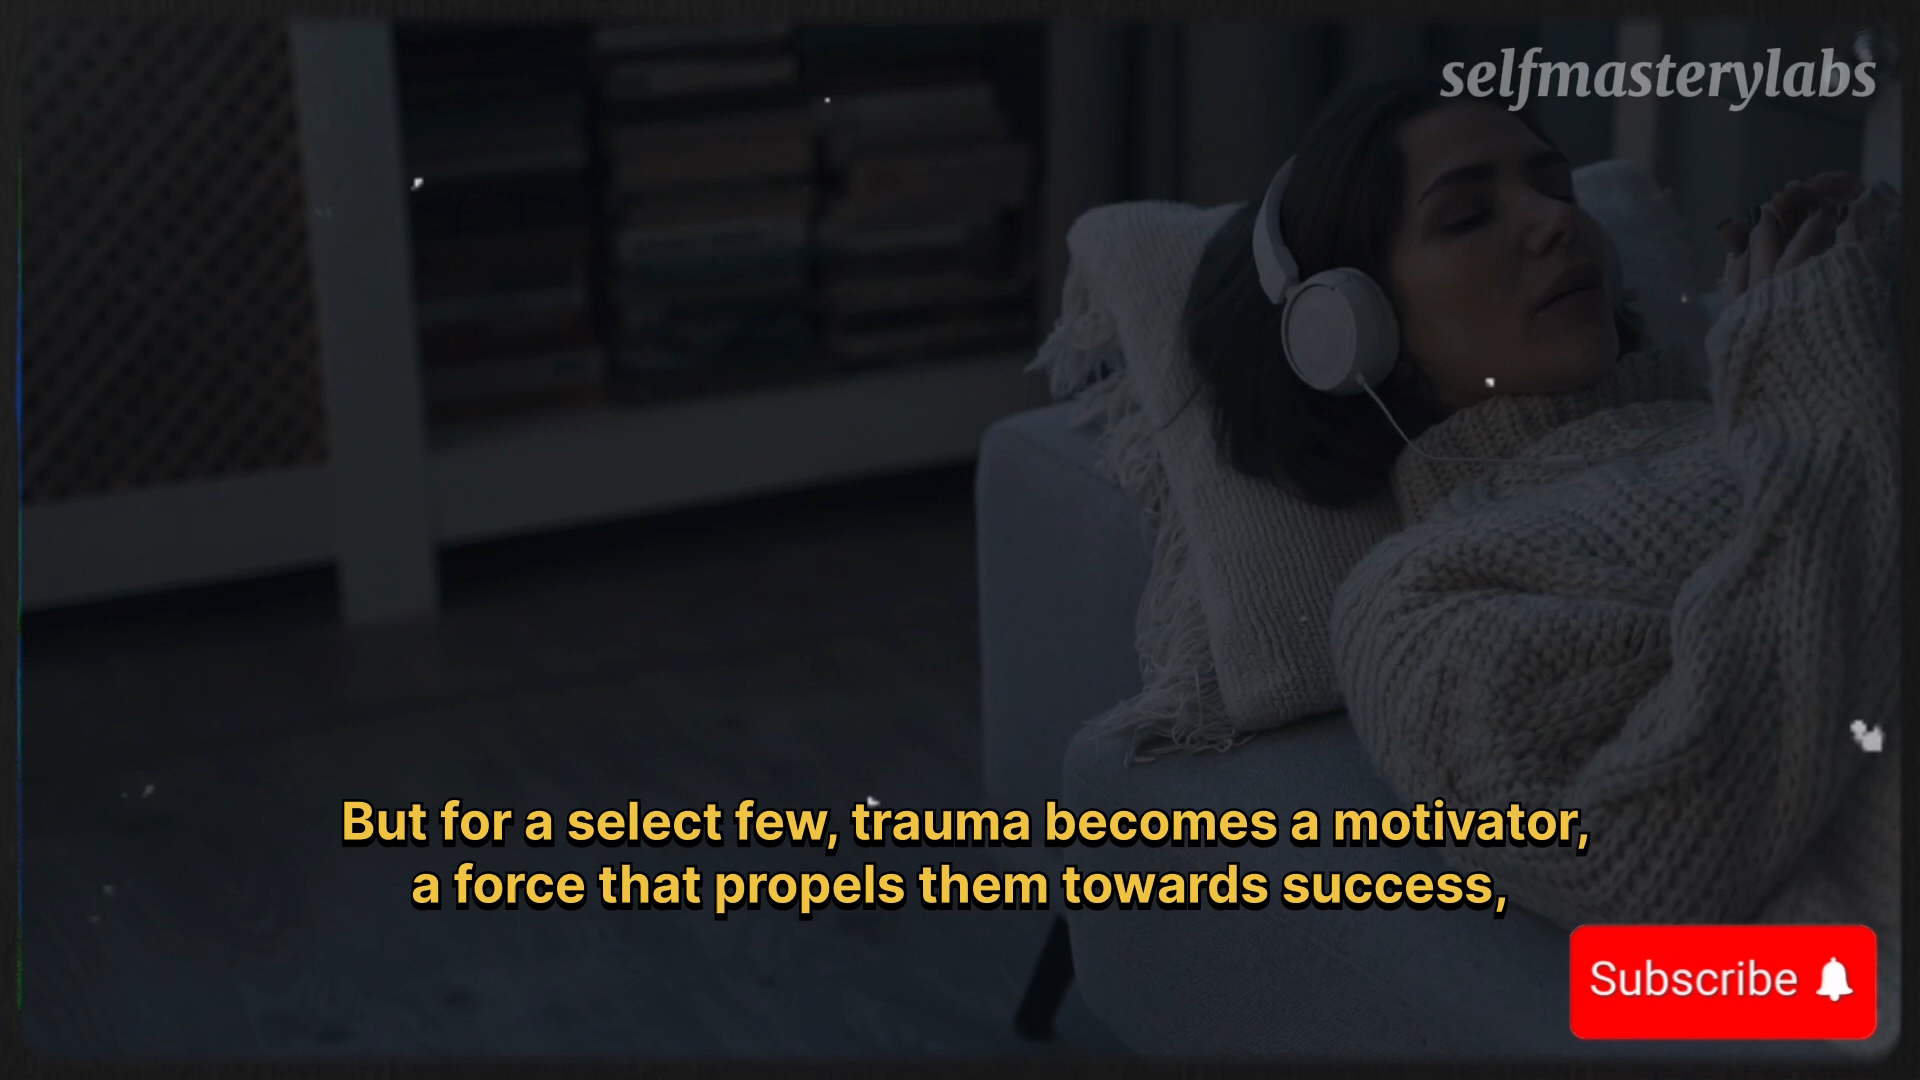 selfmasterylabs
But for a select few, trauma becomes a motivator,
a force that propels them towards success,
Subscribe